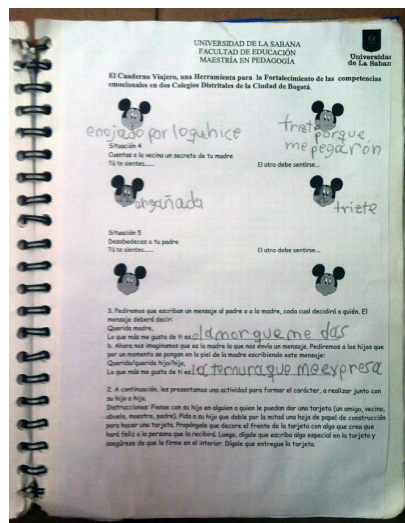 UNIVERSIDAD DE LA SABANA
FACULTAD DE EDUCACIÓN
MAESTRÍA EN PEDAGOGÍA
Universidad
de La Sabana
El Cuaderno Viajero, una Herramienta para la Fortalecimiento de las competencias
emocionales en dos Colegios Distritales de la Ciudad de Bogotá.
enojado por lo que hice
trizte porque
me pegaron
Situación 4
Cuentas a la vecina un secreto de tu madre
Tú te sientes......
El otro debe sentirse...
engañada
trizte
Situación 5
Desobedeces a tu padre
Tú te sientes...
El otro debe sentirse...
3. Pediremos que escriban un mensaje al padre o a la madre, cada cual decidirá a quién. El
mensaje deberá decir:
Querida madre,
Lo que más me gusta de ti es: el amor que me das
b. Ahora nos imaginamos que es la madre la que nos envía un mensaje. Pediremos a los hijos que
por un momento se pongan en la piel de la madre escribiendo este mensaje:
Querido/querida hijo/hija,
Lo que más me gusta de ti es: la ternura que me expresa
2. A continuación, les presentamos una actividad para formar el carácter, a realizar junto con
su hijo o hija.
Instrucciones: Piense con su hijo en alguien a quien le puedan dar una tarjeta (un amigo, vecino,
abuelo, maestro, padre). Pida a su hijo que doble por la mitad una hoja de papel de construcción
para hacer una tarjeta. Propóngale que decore el frente de la tarjeta con algo que crea que
hará feliz a la persona que la recibirá. Luego, dígale que escriba algo especial en la tarjeta y
asegúrese de que la firme en el interior. Dígale que entregue la tarjeta.